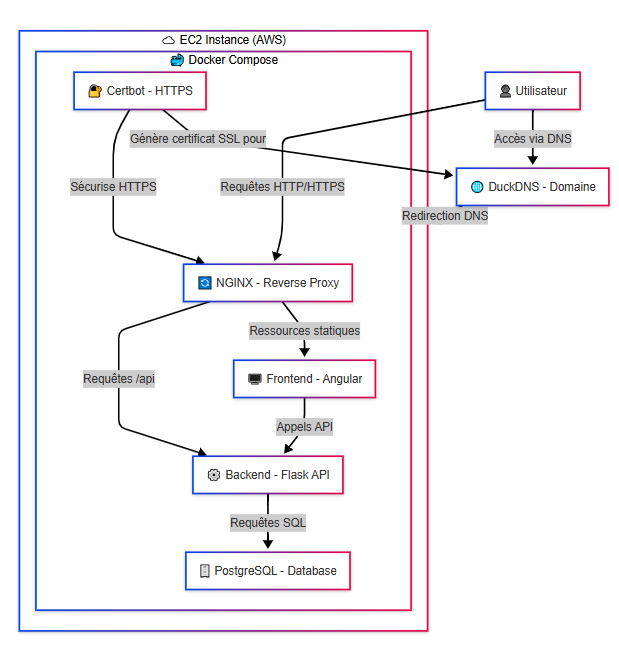 EC2 Instance (AWS)
Docker Compose
Certbot - HTTPS
Utilisateur
Génère certificat SSL pour
Accès via DNS
Sécurise HTTPS
Requêtes HTTP/HTTPS
DuckDNS - Domaine
Redirection DNS
NGINX - Reverse Proxy
Ressources statiques
Requêtes /api
Frontend - Angular
Appels API
Backend - Flask API
Requêtes SQL
PostgreSQL - Database